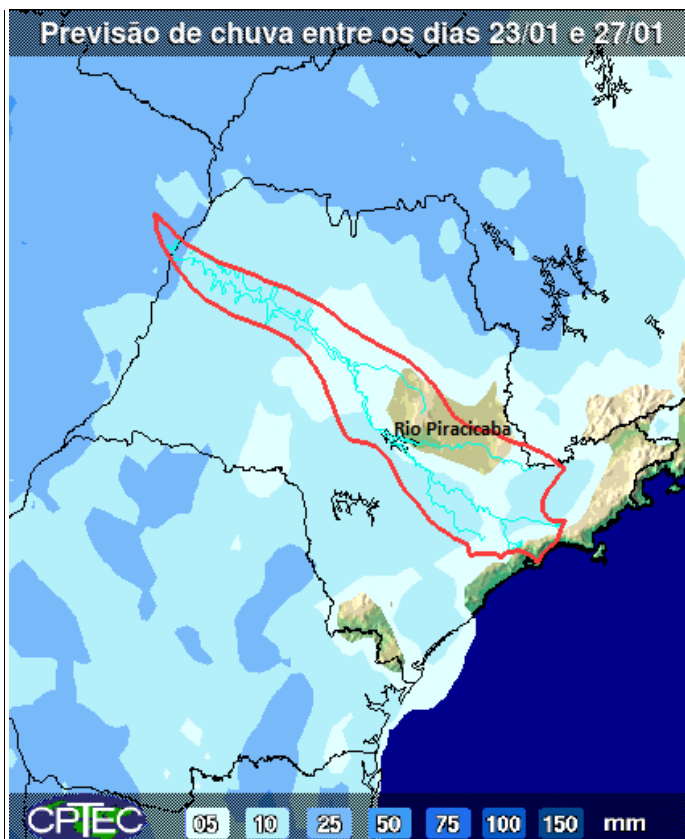 Previsão de chuva entre os dias 23/01 e 27/01
Rio Piracicaba
CPTEC 05 10 25 50 75 100 150 mm